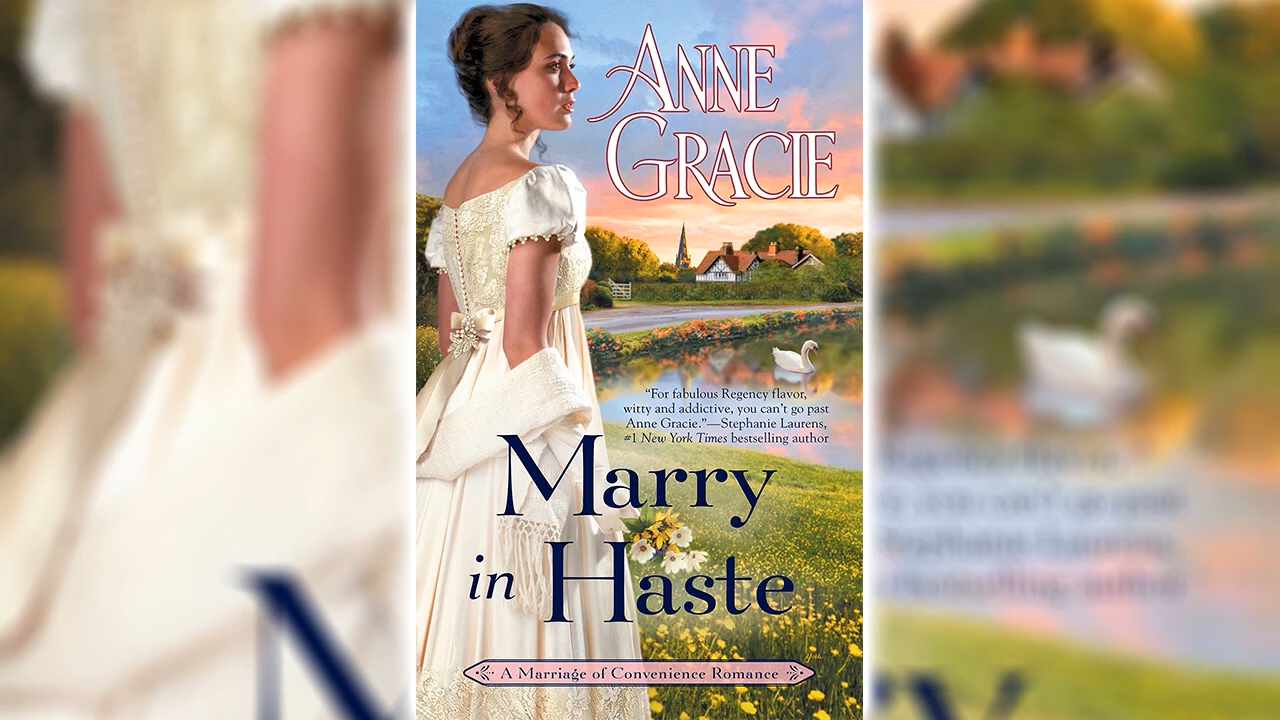 ANNE
GRACIE
“For fabulous Regency flavor,
witty and addictive, you can’t go past
Anne Gracie.”—Stephanie Laurens,
#1 New York Times bestselling author
Marry
in Haste
A Marriage of Convenience Romance